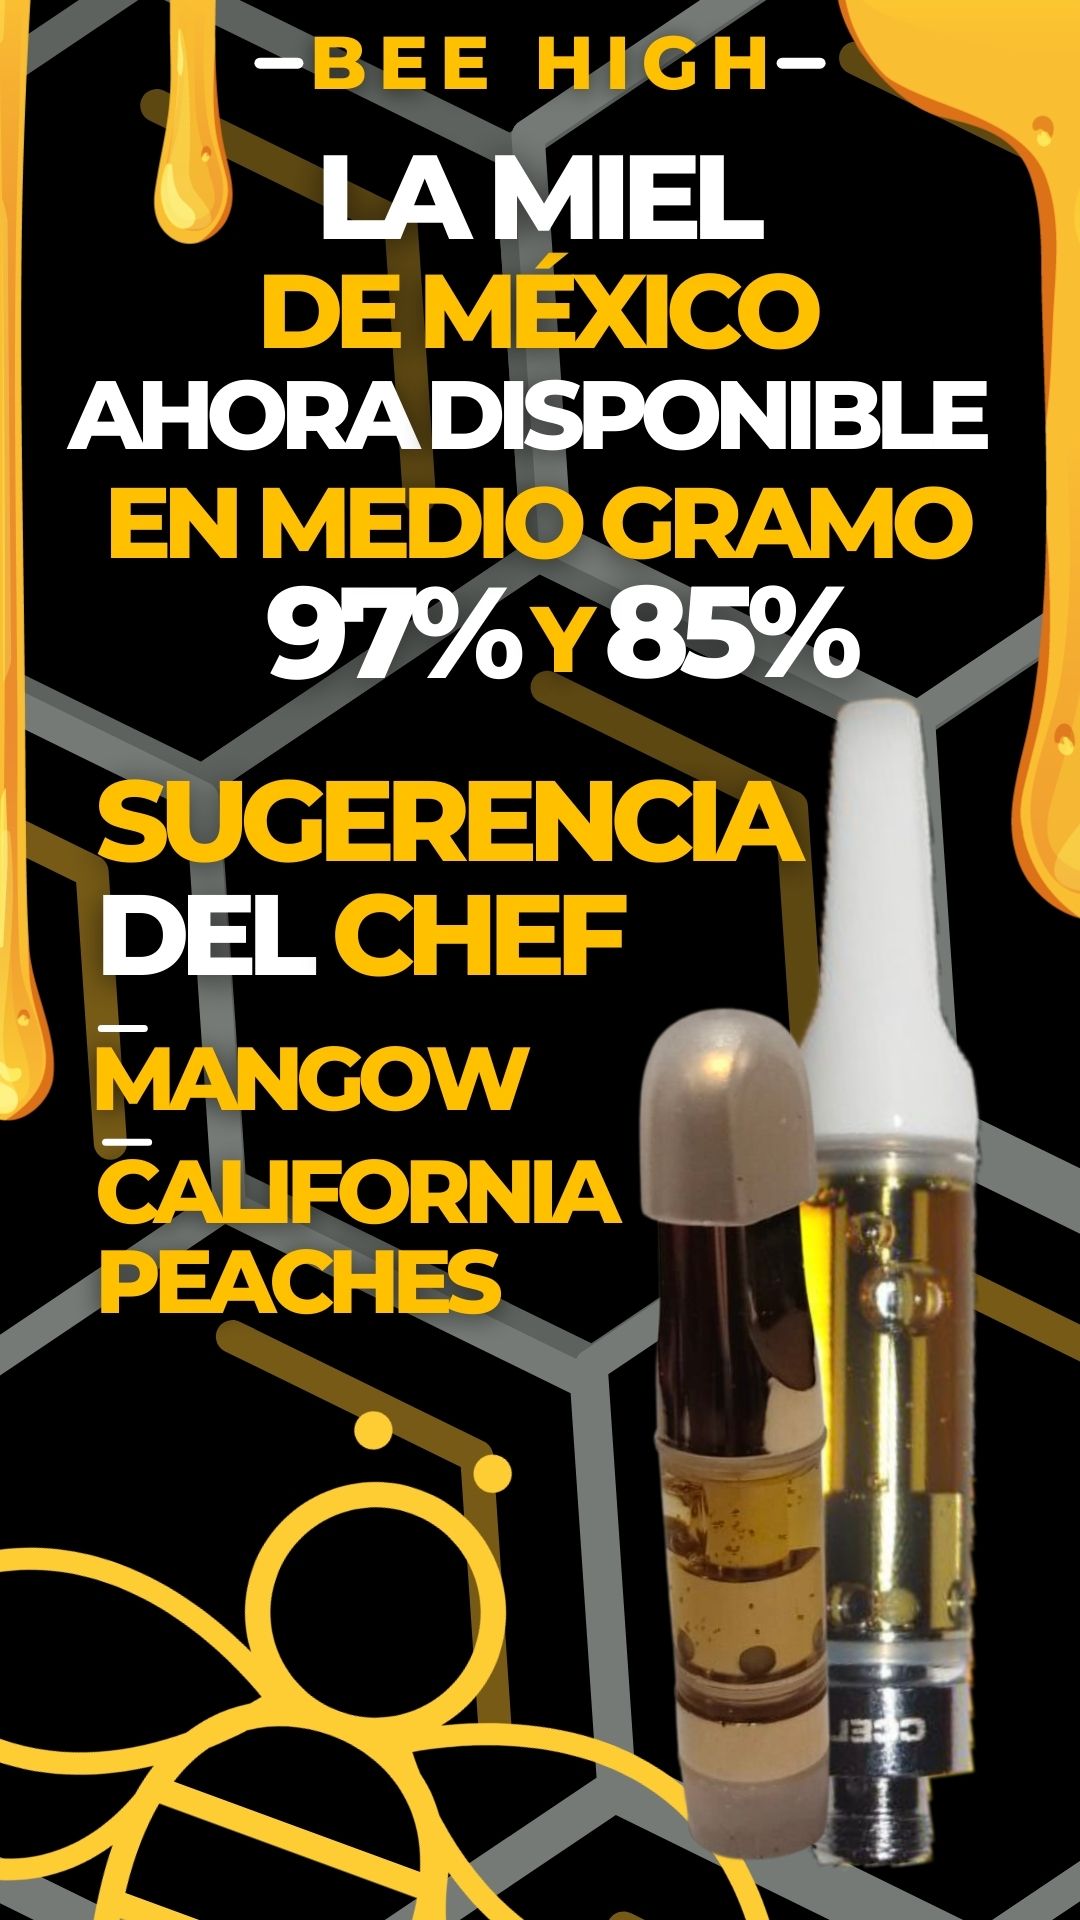 BEE HIGH
LA MIEL
DE MÉXICO
AHORA DISPONIBLE
EN MEDIO GRAMO
97% Y 85%
SUGERENCIA
DEL CHEF
MANGOW
CALIFORNIA
PEACHES